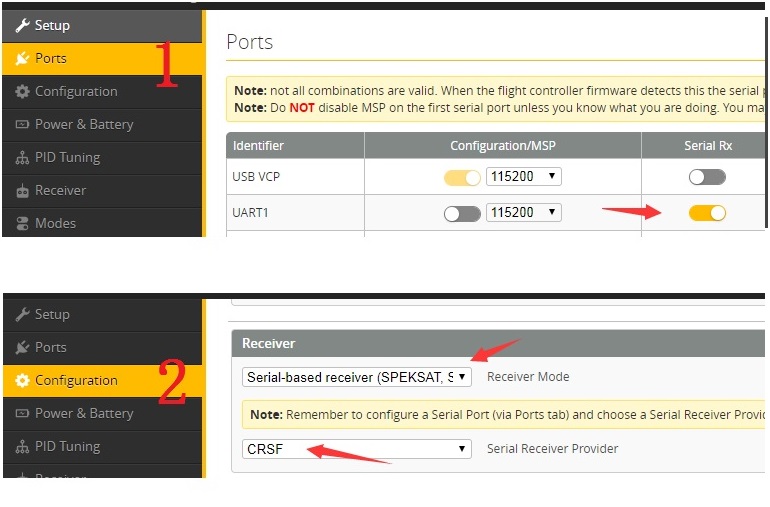 Setup
Ports
Configuration
Power & Battery
PID Tuning
Receiver
Modes
1
Ports
Note: not all combinations are valid. When the flight controller firmware detects this the serial
Note: Do NOT disable MSP on the first serial port unless you know what you are doing. You ma
Identifier Configuration/MSP Serial Rx
USB VCP 115200
UART1 115200
Setup
Ports
Configuration
Power & Battery
PID Tuning
2
Receiver
Serial-based receiver (SPEKSAT, S Receiver Mode
Note: Remember to configure a Serial Port (via Ports tab) and choose a Serial Receiver Provi
CRSF Serial Receiver Provider